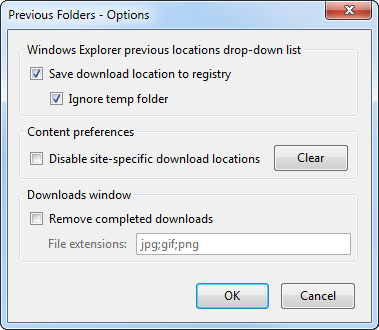 Previous Folders - Options
Windows Explorer previous locations drop-down list
Save download location to registry
Ignore temp folder
Content preferences
Disable site-specific download locations
Clear
Downloads window
Remove completed downloads
File extensions: jpg;gif;png
OK Cancel